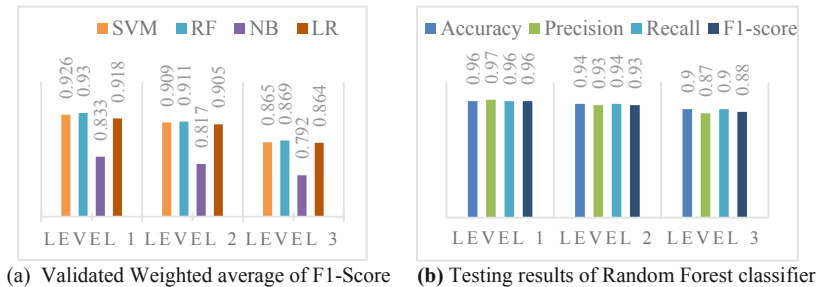 SVM RF NB LR
0.926 0.93 0.833 0.918 0.909 0.911 0.817 0.905 0.865 0.869 0.792 0.864
LEVEL 1 LEVEL 2 LEVEL 3
(a) Validated Weighted average of F1-Score
Accuracy Precision Recall F1-score
0.96 0.97 0.96 0.96 0.94 0.93 0.94 0.93 0.9 0.87 0.9 0.88
LEVEL 1 LEVEL 2 LEVEL 3
(b) Testing results of Random Forest classifier